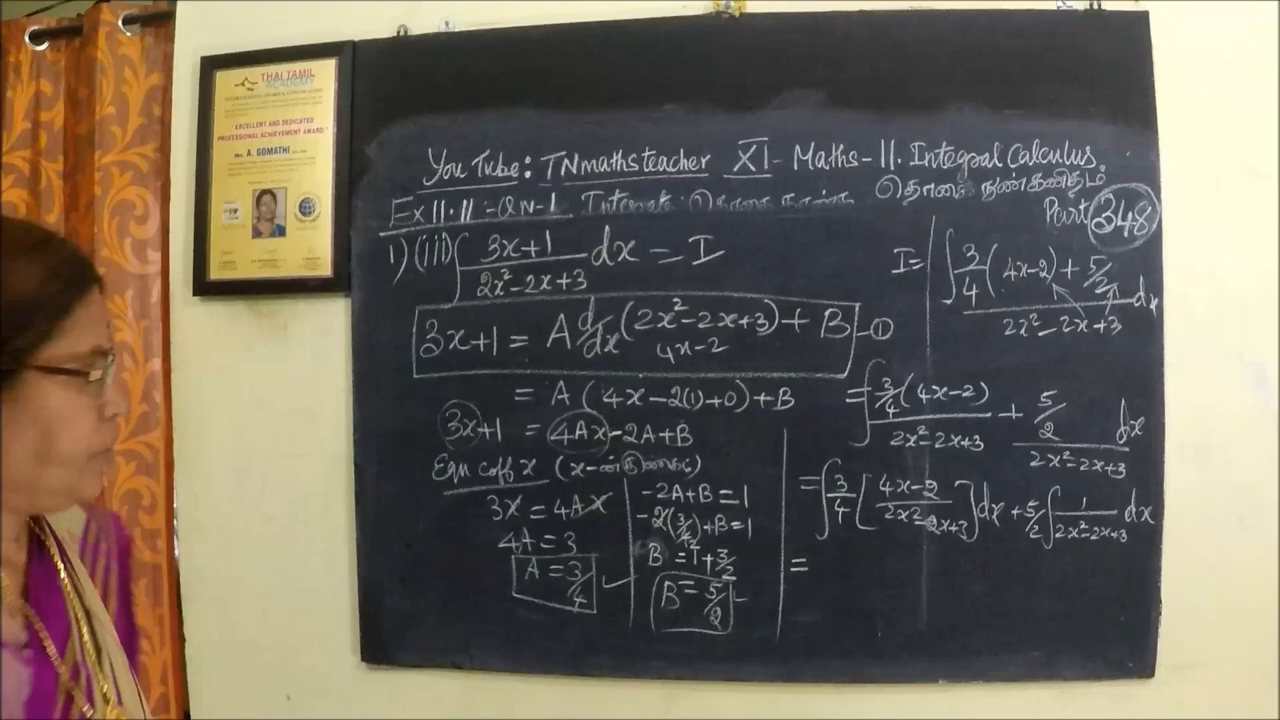 THAI TAMIL
ACADEMY
"EXCELLENT AND DEDICATED
PROFESSIONAL ACHIEVEMENT AWARD"
Mrs. A. GOMATHI
You Tube: TNmathsteacher XI- Maths-11. Integral Calculus.
தொகை நுண்கணிதம்
Ex 11.11 :- QN-1
Part 348
1) (iii) ∫ (3x+1)/(2x²-2x+3) dx = I
3x+1 = A d/dx (2x²-2x+3) + B -①
4x-2
= A (4x-2(1)+0)+B
3x+1 = 4Ax-2A+B
Equ coff x (x-ன்
3x = 4Ax
4A=3
A=3/4
-2A+B=1
-2(3/4)+B=1
B = 1+3/2
B = 5/2
I = ∫ (3/4 (4x-2) + 5/2)/(2x²-2x+3) dx
= ∫ (3/4 (4x-2))/(2x²-2x+3) + (5/2)/(2x²-2x+3) dx
= ∫ 3/4 [(4x-2)/(2x²-2x+3)] dx + 5/2 ∫ 1/(2x²-2x+3) dx
=